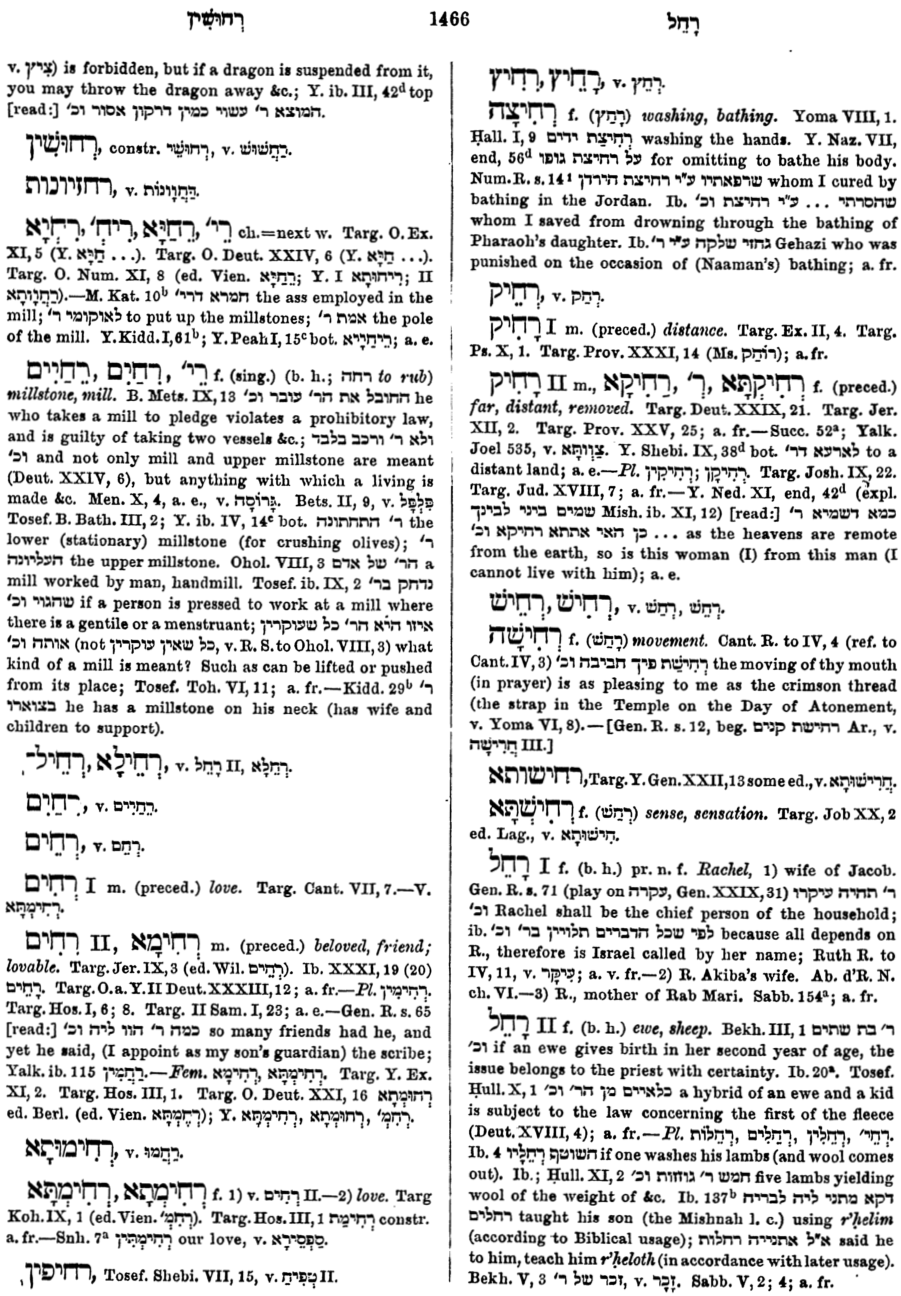 רְחוּשִׁין
1466
רָחֵל
v. צִיץ) is forbidden, but if a dragon is suspended from it,
you may throw the dragon away &c.; Y. ib. III, 42d top
[read:] המוצא ר׳ עשוי כמין דרקון אסור וכ׳.
רְחוּשִׁין, constr. רְחוּשֵׁי, v. רַחֲשׁוּשׁ.
רחזיונות, v. רַהֲוָונוֹת.
רֵי׳, רֵחַיָּא, רִיחְ׳, רִחְיָא ch.=next w. Targ. O. Ex.
XI, 5 (Y. רֵחַיָּא ...). Targ. O. Deut. XXIV, 6 (Y. רֵחַיָּא ...).
Targ. O. Num. XI, 8 (ed. Vien. רֵחַיָּא; Y. I רֵיחוּתָא; II
רַחֲווָתָא).—M. Kat. 10b חמרא דרי׳ the ass employed in the
mill; לאוקומי ר׳ to put up the millstones; אמת ר׳ the pole
of the mill. Y. Kidd. I, 61b; Y. Peah I, 15c bot. רֵיחַיָּיא; a. e.
רֵי׳, רִחַיִם, רֵחַיִים f. (sing.) (b. h.; רחה to rub)
millstone, mill. B. Mets. IX, 13 החובל את הר׳ עובר וכ׳ he
who takes a mill to pledge violates a prohibitory law,
and is guilty of taking two vessels &c.; ולא ר׳ ורכב בלבד
וכ׳ and not only mill and upper millstone are meant
(Deut. XXIV, 6), but anything with which a living is
made &c. Men. X, 4, a. e., v. גְּרוֹסָה. Bets. II, 9, v. פִּלְפֵּל.
Tosef. B. Bath. III, 2; Y. ib. IV, 14c bot. ר׳ התחתונה the
lower (stationary) millstone (for crushing olives); ר׳
העליונה the upper millstone. Ohol. VIII, 3 הר׳ של אדם a
mill worked by man, handmill. Tosef. ib. IX, 2 נדחק בר׳
שהגוי וכ׳ if a person is pressed to work at a mill where
there is a gentile or a menstruant; איזו היא הר׳ כל שעוקרין
אותה וכ׳ (not כל שאין עוקרין, v. R. S. to Ohol. VIII, 3) what
kind of a mill is meant? Such as can be lifted or pushed
from its place; Tosef. Toh. VI, 11; a. fr.—Kidd. 29b ר׳
בצוארו he has a millstone on his neck (has wife and
children to support).
רְחֵילָא, רְחֵיל־, v. רָחֵל II, רְחֵלָא.
רִחַיִם, v. רֵחַיִים.
רְחֵים, v. רְחֵם.
רְחִים I m. (preced.) love. Targ. Cant. VII, 7.—V.
רְחִימְתָּא.
רְחִים II, רְחִימָא m. (preced.) beloved, friend;
lovable. Targ. Jer. IX, 3 (ed. Wil. רְחֵים). Ib. XXXI, 19 (20)
רְחִים. Targ. O. a. Y. II Deut. XXXIII, 12; a. fr.—Pl. רְחִימִין.
Targ. Hos. I, 6; 8. Targ. II Sam. I, 23; a. e.—Gen. R. s. 65
[read:] כמה ר׳ הוו ליה וכ׳ so many friends had he, and
yet he said, (I appoint as my son's guardian) the scribe;
Yalk. ib. 115 רַחֲמִין.—Fem. רְחִימָא, רְחִימְתָּא. Targ. Y. Ex.
XI, 2. Targ. Hos. III, 1. Targ. O. Deut. XXI, 16 רְחוּמְתָא
ed. Berl. (ed. Vien. רְחֶמְתָּא); Y. רְחִמְ׳, רְחוּמְתָא, רְחִימְתָּא.
רְחִימוּתָא, v. רַחֲמוּ.
רְחִימָתָא, רְחִימְתָּא f. 1) v. רְחִים II.—2) love. Targ
Koh. IX, 1 (ed. Vien. רְחִמְ׳). Targ. Hos. III, 1 רְחִימַת constr.
a. fr.—Snh. 7a רְחִימְתִּין our love, v. סַפְסֵירָא.
רחיפין, Tosef. Shebi. VII, 15, v. טְפִיחַ II.
רָחִיץ, רָחֵיץ, רְחִיץ, v. רְחַץ.
רְחִיצָה f. (רָחַץ) washing, bathing. Yoma VIII, 1.
Ḥall. I, 9 רְחִיצַת ידים washing the hands. Y. Naz. VII,
end, 56d על רחיצת גופו for omitting to bathe his body.
Num. R. s. 14 1 שרפאתיו ע״י רחיצת הירדן whom I cured by
bathing in the Jordan. Ib. שהסרתי ... ע״י רחיצת וכ׳
whom I saved from drowning through the bathing of
Pharaoh's daughter. Ib. גחזי שלקה ע״י ר׳ Gehazi who was
punished on the occasion of (Naaman's) bathing; a. fr.
רְחֵיק, v. רְחַק.
רְחִיק I m. (preced.) distance. Targ. Ex. II, 4. Targ.
Ps. X, 1. Targ. Prov. XXXI, 14 (Ms. רוֹחַק); a. fr.
רָחִיק II m., רְ׳, רַחִיקָא, רְחִיקְתָּא f. (preced.)
far, distant, removed. Targ. Deut. XXIX, 21. Targ. Jer.
XII, 2. Targ. Prov. XXV, 25; a. fr.—Succ. 52a; Yalk.
Joel 535, v. צְוָותָּא. Y. Shebi. IX, 38d bot. לארעא דר׳ to a
distant land; a. e.—Pl. רְחִיקִין; רְחִיקָן. Targ. Josh. IX, 22.
Targ. Jud. XVIII, 7; a. fr.—Y. Ned. XI, end, 42d (expl.
שמים ביני לבינך Mish. ib. XI, 12) [read:] כמא דשמיא ר׳
כן האי אתתא רחיקא וכ׳ ... as the heavens are remote
from the earth, so is this woman (I) from this man (I
cannot live with him); a. e.
רְחִישׁ, רְחֵישׁ, v. רְחַשׁ, רְחֵשׁ.
רְחִישָׁה f. (רָחַשׁ) movement. Cant. R. to IV, 4 (ref. to
Cant. IV, 3) רְחִישַׁת פיך חביבה וכ׳ the moving of thy mouth
(in prayer) is as pleasing to me as the crimson thread
(the strap in the Temple on the Day of Atonement,
v. Yoma VI, 8).—[Gen. R. s. 12, beg. רחישת קנים Ar., v.
חֲרִישָׁה III.]
רחישותא, Targ. Y. Gen. XXII, 13 some ed., v. חֲרִישׁוּתָא.
רְחִישְׁתָּא f. (רְחַשׁ) sense, sensation. Targ. Job XX, 2
ed. Lag., v. חִישׁוּתָא.
רָחֵל I f. (b. h.) pr. n. f. Rachel, 1) wife of Jacob.
Gen. R. s. 71 (play on עקרה, Gen. XXIX, 31) ר׳ תהיה עיקרו
וכ׳ Rachel shall be the chief person of the household;
ib. לפי שכל הדברים תלויין בר׳ וכ׳ because all depends on
R., therefore is Israel called by her name; Ruth R. to
IV, 11, v. עִיקָּר; a. v. fr.—2) R. Akiba's wife. Ab. d'R. N.
ch. VI.—3) R., mother of Rab Mari. Sabb. 154a; a. fr.
רָחֵל II f. (b. h.) ewe, sheep. Bekh. III, 1 ר׳ בת שתים
וכ׳ if an ewe gives birth in her second year of age, the
issue belongs to the priest with certainty. Ib. 20a. Tosef.
Ḥull. X, 1 כלאיים מן הר׳ וכ׳ a hybrid of an ewe and a kid
is subject to the law concerning the first of the fleece
(Deut. XVIII, 4); a. fr.—Pl. רְחֵי׳, רְחֵלִין, רְחֵלִים, רְחֵלוֹת.
Ib. 4 השוטף רְחֵלָיו if one washes his lambs (and wool comes
out). Ib.; Ḥull. XI, 2 חמש ר׳ גוזזות וכ׳ five lambs yielding
wool of the weight of &c. Ib. 137b דקא מתני ליה לבריה
רחלים taught his son (the Mishnah l. c.) using r'ḥelim
(according to Biblical usage); א״ל אתנייה רחלות said he
to him, teach him r'ḥeloth (in accordance with later usage).
Bekh. V, 3 זכר של ר׳, v. זָכָר. Sabb. V, 2; 4; a. fr.